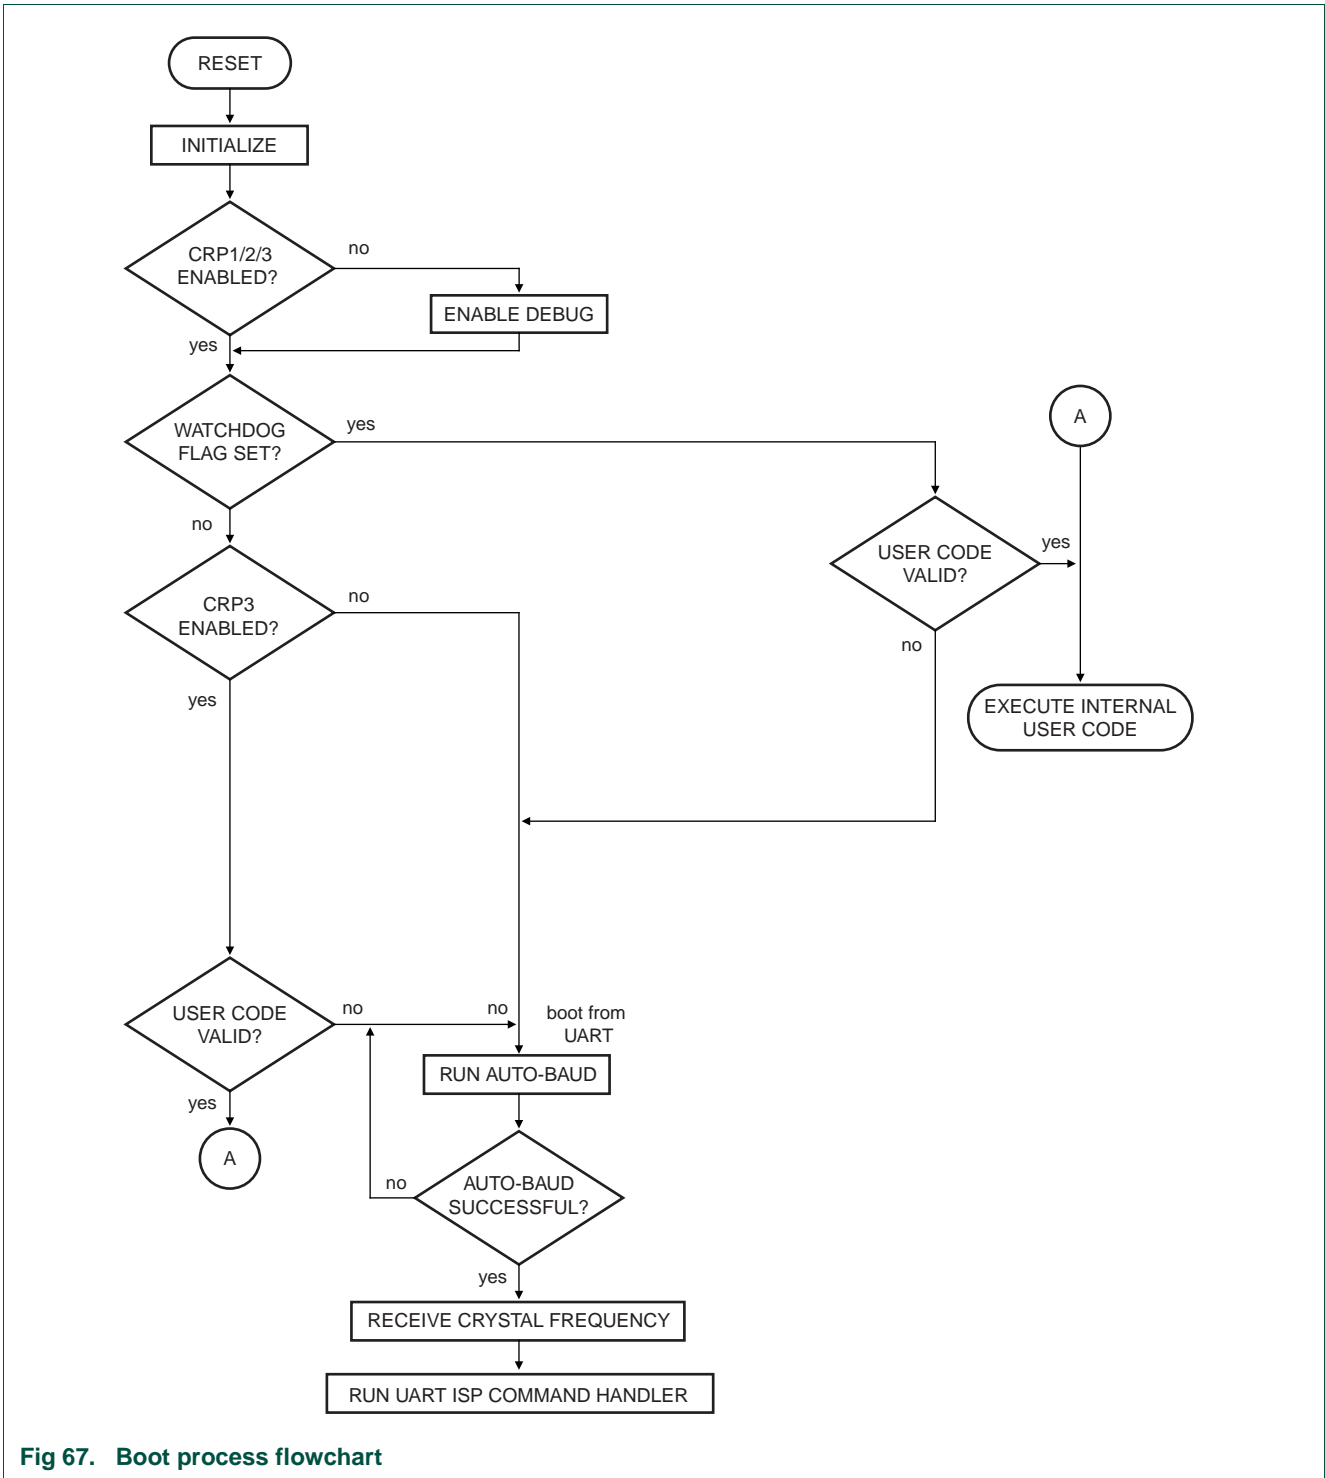 RESET
INITIALIZE
CRP1/2/3
ENABLED?
no
ENABLE DEBUG
yes
WATCHDOG
FLAG SET?
yes
A
no
USER CODE
VALID?
yes
CRP3
ENABLED?
no
no
yes
EXECUTE INTERNAL
USER CODE
USER CODE
VALID?
no
no
boot from
UART
RUN AUTO-BAUD
yes
A
no
AUTO-BAUD
SUCCESSFUL?
yes
RECEIVE CRYSTAL FREQUENCY
RUN UART ISP COMMAND HANDLER
Fig 67. Boot process flowchart